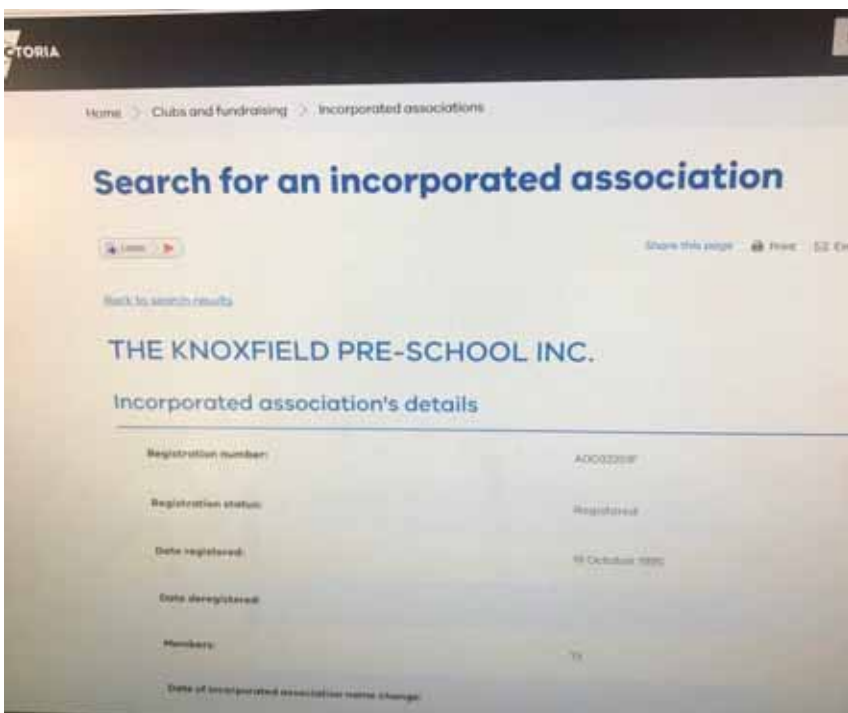 TORIA
Home > Clubs and fundraising > Incorporated associations
Search for an incorporated association
Share this page Print
Back to search results
THE KNOXFIELD PRE-SCHOOL INC.
Incorporated association's details
Registration number:
Registration status: Registered
Date registered: October
Date deregistered:
Members:
Date of incorporated association name change: